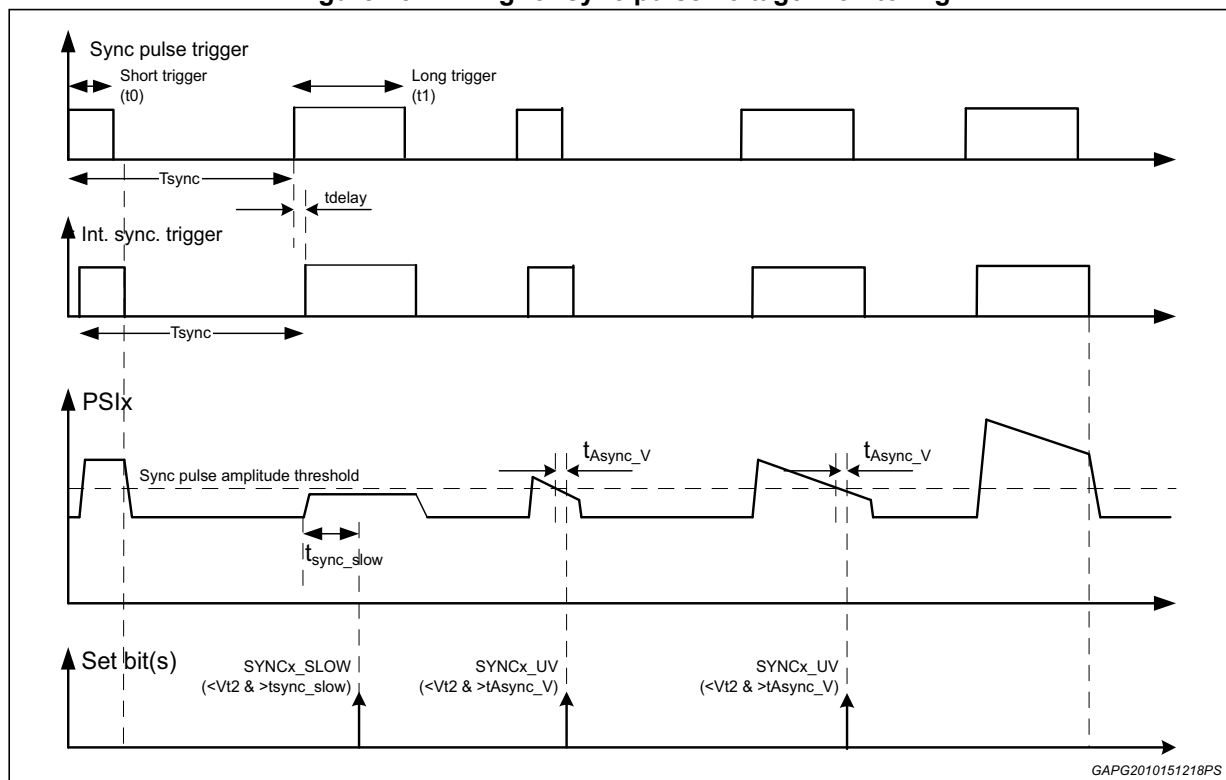 Sync pulse trigger
Short trigger
(t0)
Long trigger
(t1)
Tsync
tdelay
Int. sync. trigger
Tsync
PSIx
Sync pulse amplitude threshold
tAsync_V
tAsync_V
tsync_slow
Set bit(s)
SYNCx_SLOW
(<Vt2 & >tsync_slow)
SYNCx_UV
(<Vt2 & >tAsync_V)
SYNCx_UV
(<Vt2 & >tAsync_V)
GAPG2010151218PS